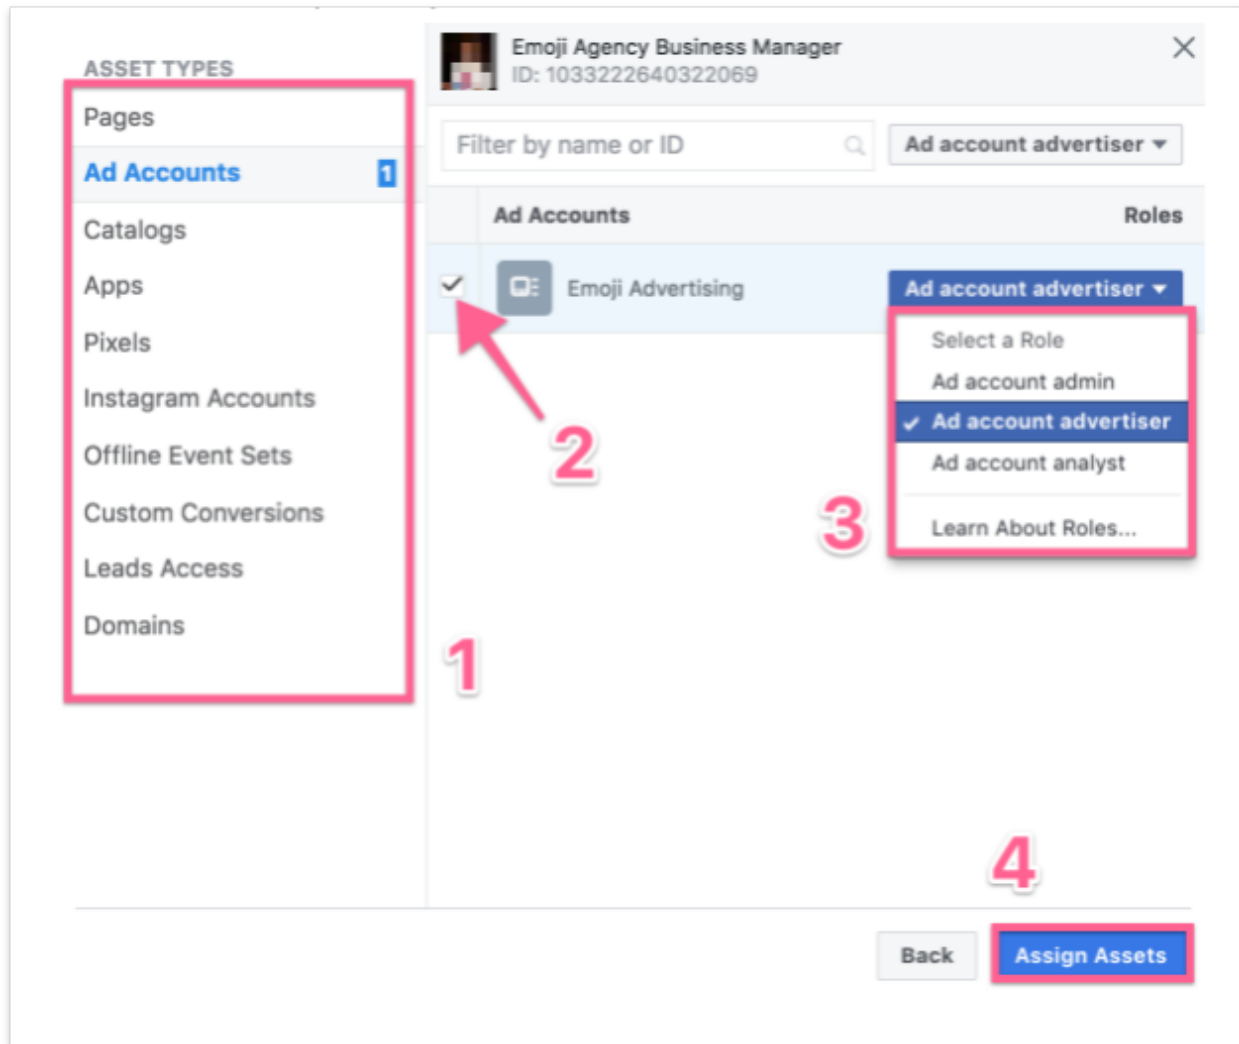 ASSET TYPES
Pages
Ad Accounts 1
Catalogs
Apps
Pixels
Instagram Accounts
Offline Event Sets
Custom Conversions
Leads Access
Domains
1
Emoji Agency Business Manager
ID: 1033222640322069
Filter by name or ID
Ad account advertiser
Ad Accounts Roles
Emoji Advertising Ad account advertiser
2
Select a Role
Ad account admin
Ad account advertiser
Ad account analyst
Learn About Roles...
3
4
Back Assign Assets